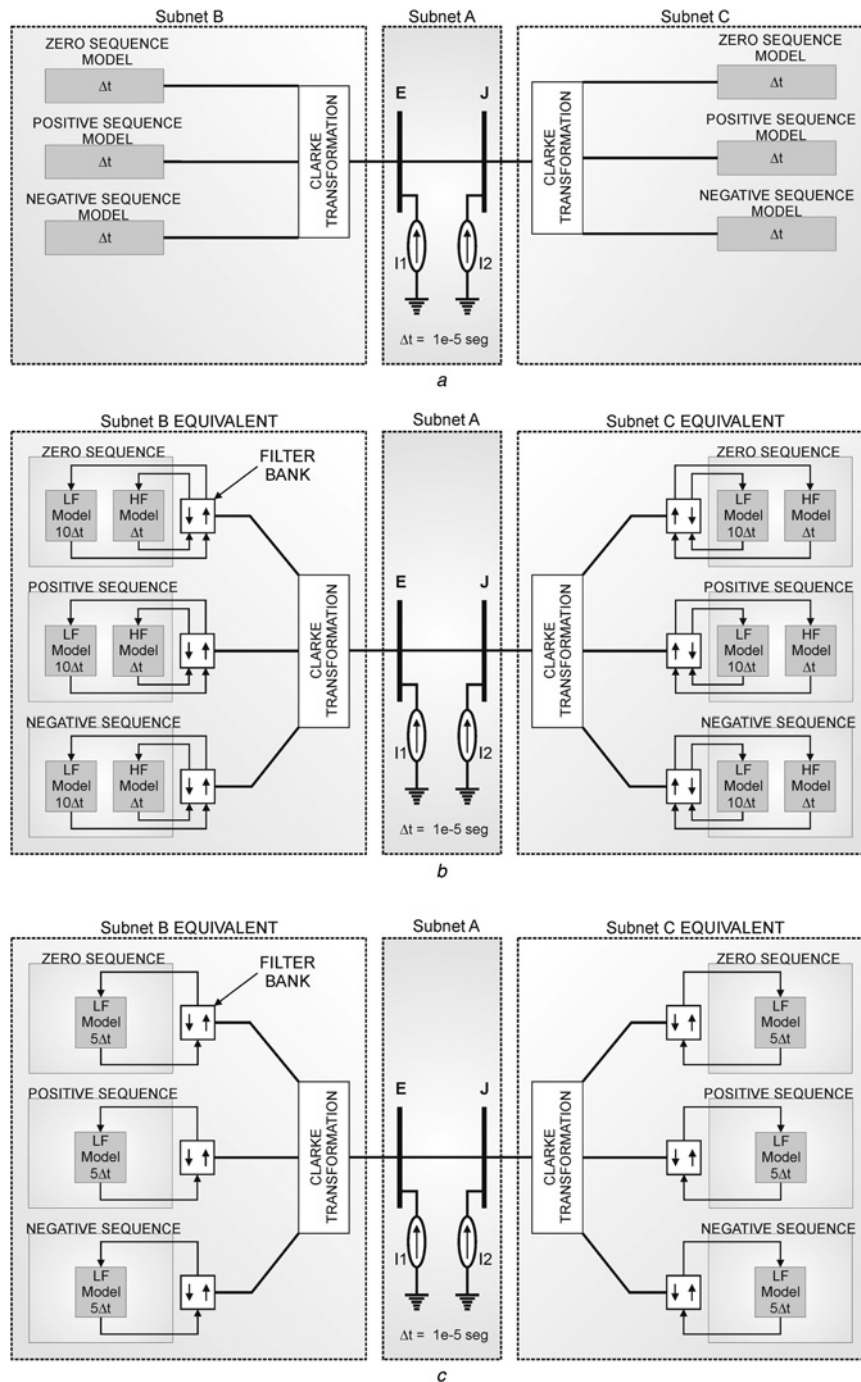 Subnet B
Subnet A
Subnet C
ZERO SEQUENCE
MODEL
Δt
POSITIVE SEQUENCE
MODEL
Δt
NEGATIVE SEQUENCE
MODEL
Δt
CLARKE
TRANSFORMATION
E
J
I1
I2
Δt = 1e-5 seg
CLARKE
TRANSFORMATION
ZERO SEQUENCE
MODEL
Δt
POSITIVE SEQUENCE
MODEL
Δt
NEGATIVE SEQUENCE
MODEL
Δt
a
Subnet B EQUIVALENT
Subnet A
Subnet C EQUIVALENT
ZERO SEQUENCE
LF
Model
10Δt
HF
Model
Δt
FILTER
BANK
POSITIVE SEQUENCE
LF
Model
10Δt
HF
Model
Δt
NEGATIVE SEQUENCE
LF
Model
10Δt
HF
Model
Δt
CLARKE
TRANSFORMATION
E
J
I1
I2
Δt = 1e-5 seg
CLARKE
TRANSFORMATION
ZERO SEQUENCE
LF
Model
10Δt
HF
Model
Δt
POSITIVE SEQUENCE
LF
Model
10Δt
HF
Model
Δt
NEGATIVE SEQUENCE
LF
Model
10Δt
HF
Model
Δt
b
Subnet B EQUIVALENT
Subnet A
Subnet C EQUIVALENT
ZERO SEQUENCE
LF
Model
5Δt
FILTER
BANK
POSITIVE SEQUENCE
LF
Model
5Δt
NEGATIVE SEQUENCE
LF
Model
5Δt
CLARKE
TRANSFORMATION
E
J
I1
I2
Δt = 1e-5 seg
CLARKE
TRANSFORMATION
ZERO SEQUENCE
LF
Model
5Δt
POSITIVE SEQUENCE
LF
Model
5Δt
NEGATIVE SEQUENCE
LF
Model
5Δt
c